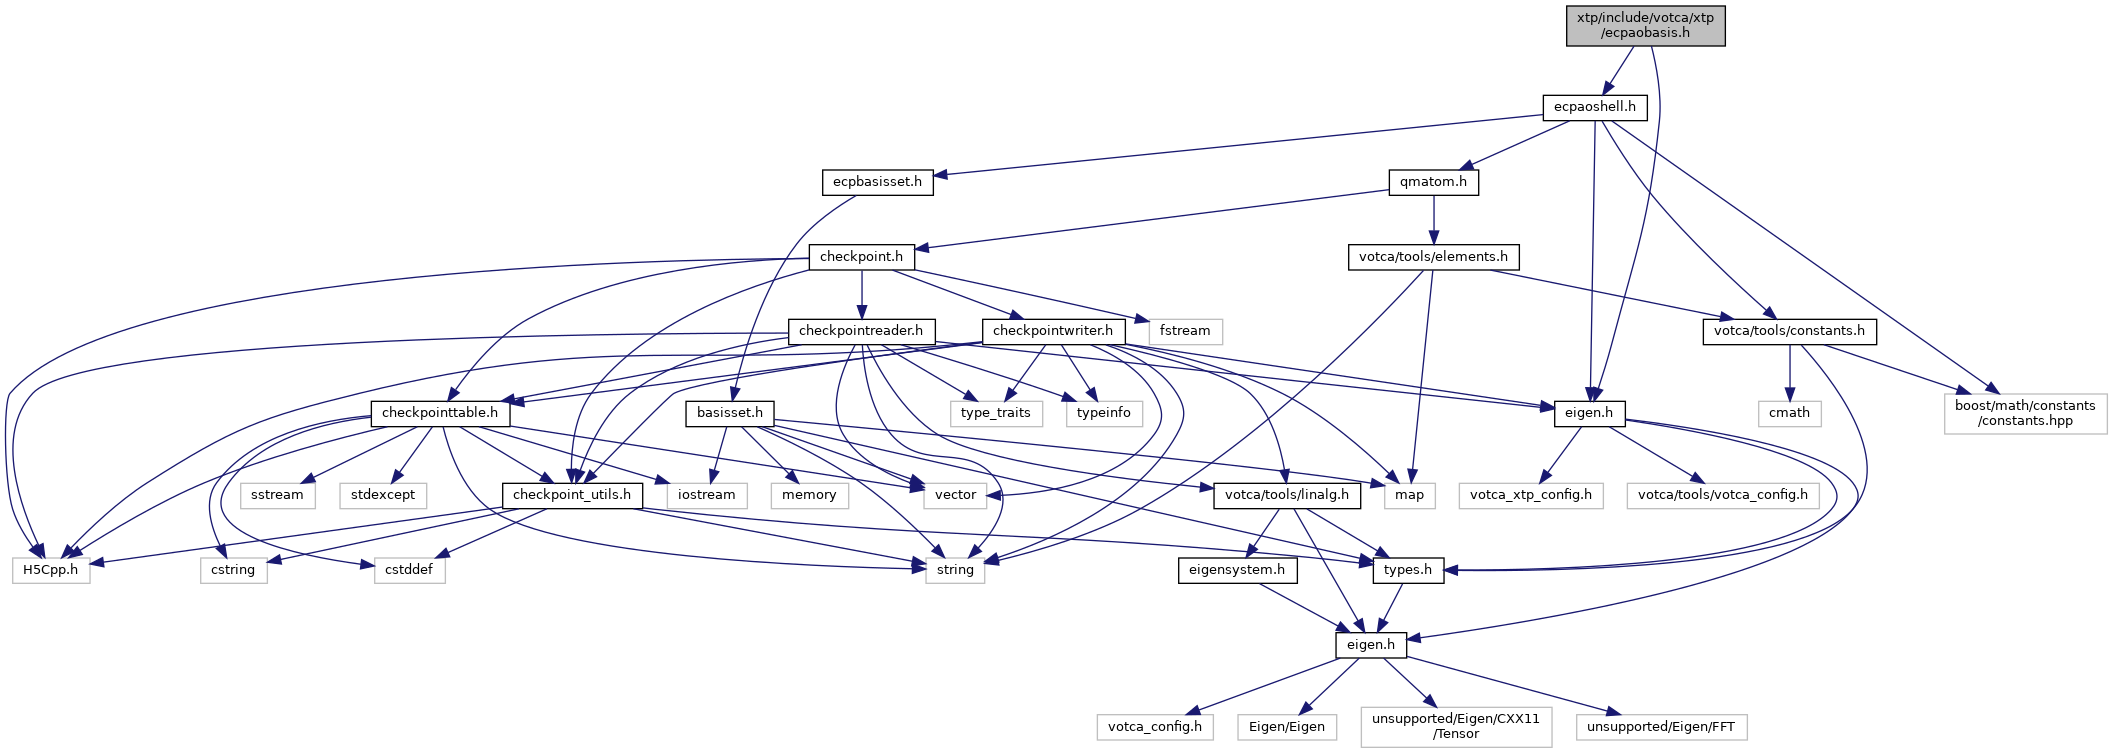 xtp/include/votca/xtp
/ecpaobasis.h
ecpaoshell.h
ecpbasisset.h
qmatom.h
checkpoint.h
votca/tools/elements.h
checkpointreader.h
checkpointwriter.h
fstream
votca/tools/constants.h
checkpointtable.h
basisset.h
type_traits
typeinfo
eigen.h
cmath
boost/math/constants
/constants.hpp
sstream
stdexcept
checkpoint_utils.h
iostream
memory
vector
votca/tools/linalg.h
map
votca_xtp_config.h
votca/tools/votca_config.h
H5Cpp.h
cstring
cstddef
string
eigensystem.h
types.h
eigen.h
votca_config.h
Eigen/Eigen
unsupported/Eigen/CXX11
/Tensor
unsupported/Eigen/FFT